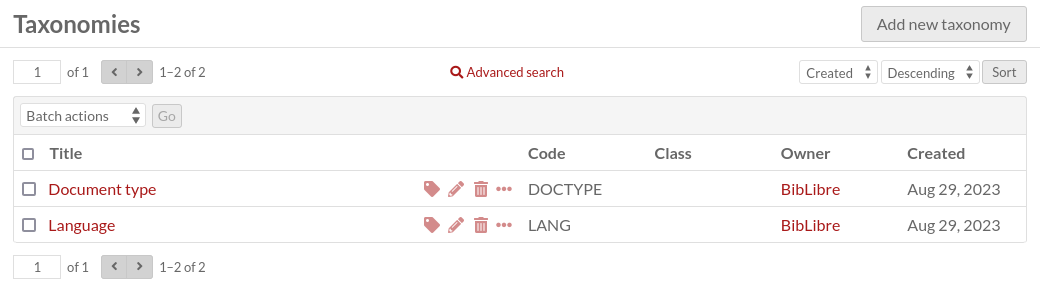 Taxonomies
Add new taxonomy
1 of 1 1–2 of 2 Advanced search Created Descending Sort
Batch actions Go
Title Code Class Owner Created
Document type DOCTYPE BibLibre Aug 29, 2023
Language LANG BibLibre Aug 29, 2023
1 of 1 1–2 of 2